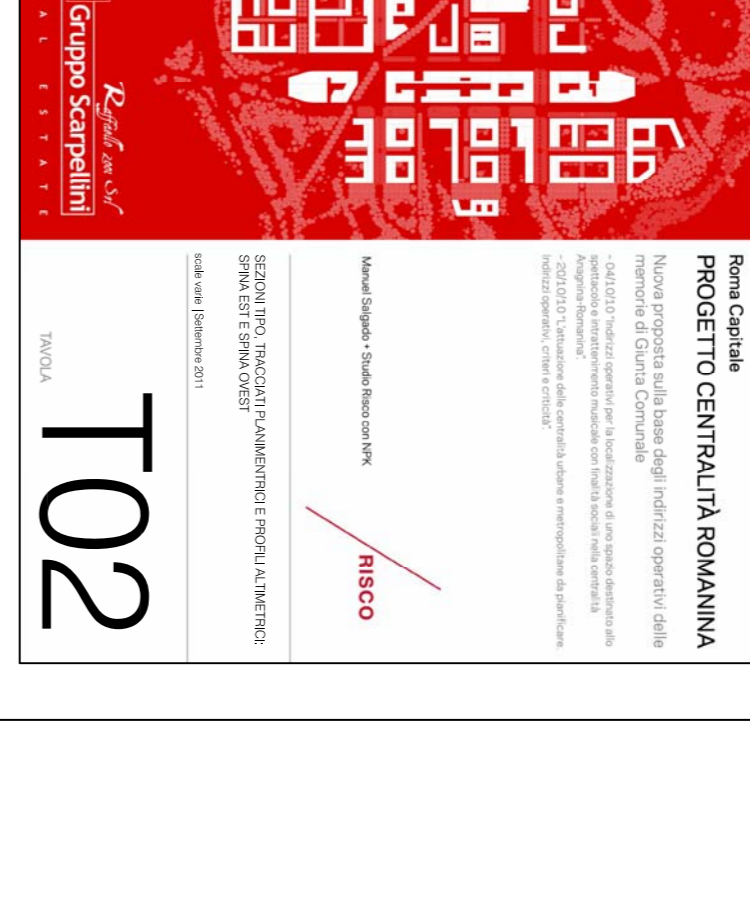 Raffaello 2001 Srl
Gruppo Scarpellini
A L E S T A T E
Roma Capitale
PROGETTO CENTRALITÀ ROMANINA
Nuova proposta sulla base degli indirizzi operativi delle
memorie di Giunta Comunale
- 04/10/10 "Indirizzi operativi per la localizzazione di uno spazio destinato allo
spettacolo e intrattenimento musicale con finalità sociali nella centralità
Anagnina-Romanina".
- 20/10/10 "L'attuazione delle centralità urbane e metropolitane da pianificare.
Indirizzi operativi, criteri e criticità".
Manuel Salgado + Studio Risco con NPK
RISCO
SEZIONI TIPO, TRACCIATI PLANIMENTRICI E PROFILI ALTIMETRICI:
SPINA EST E SPINA OVEST
scale varie |Settembre 2011
TAVOLA
T02